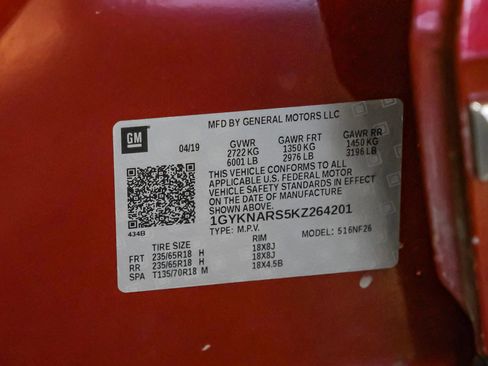 MFD BY GENERAL MOTORS LLC
GM
04/19 GVWR GAWR FRT GAWR RR
2722 KG 1350 KG 1450 KG
6001 LB 2976 LB 3196 LB
THIS VEHICLE CONFORMS TO ALL
APPLICABLE U.S. FEDERAL MOTOR
VEHICLE SAFETY STANDARDS IN EFFECT
ON THE DATE OF MANUFACTURE
SHOWN ABOVE.
1GYKNARS5KZ264201
434B TYPE: M.P.V. MODEL: 516NF26
TIRE SIZE RIM
FRT 235/65R18 H 18X8J
RR 235/65R18 H 18X8J
SPA T135/70R18 M 18X4.5B